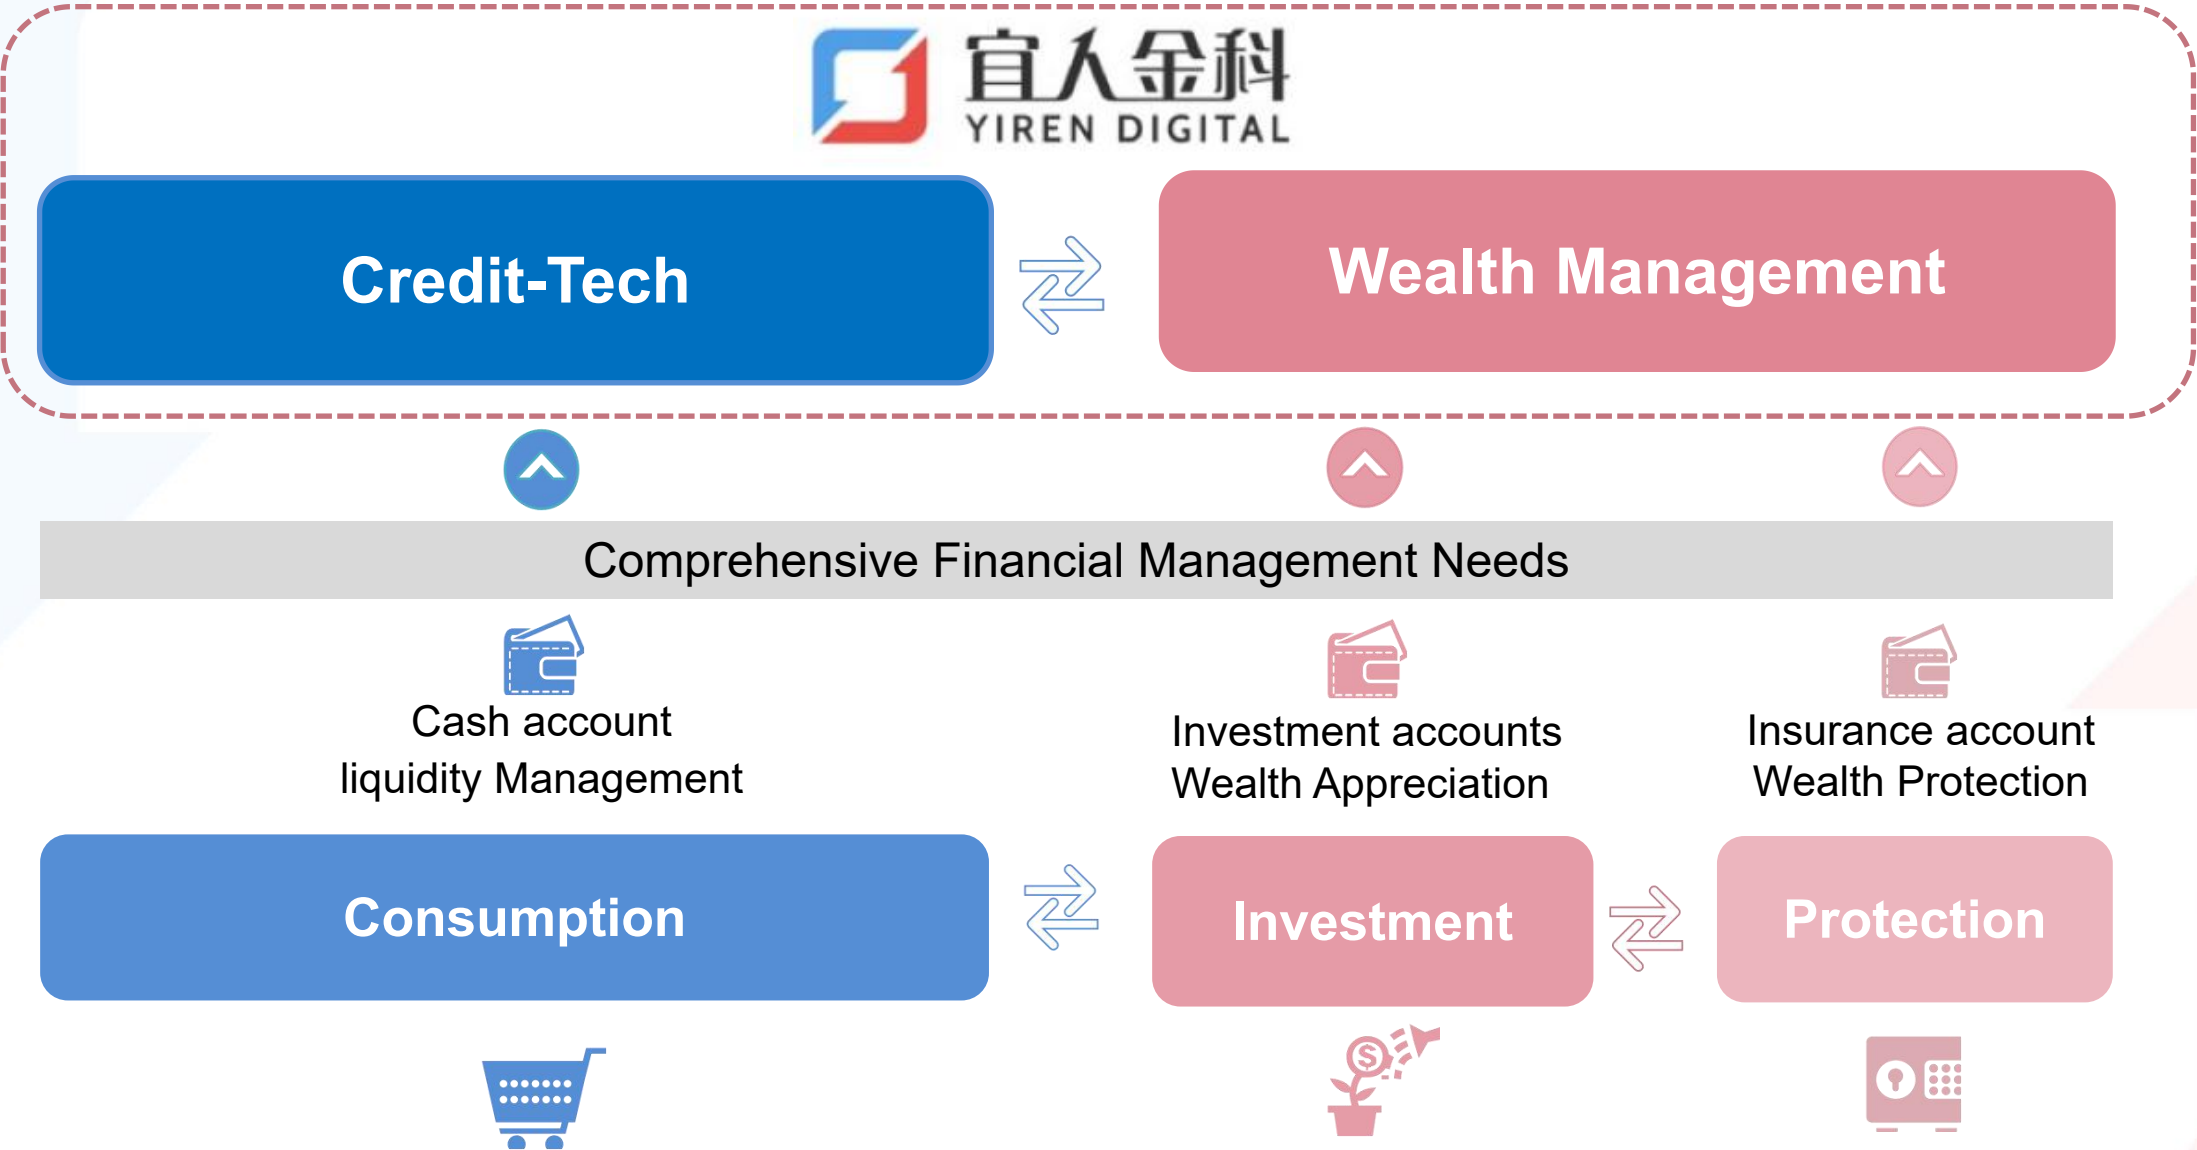 宜人金科
YIREN DIGITAL
Credit-Tech
Wealth Management
Comprehensive Financial Management Needs
Cash account
liquidity Management
Investment accounts
Wealth Appreciation
Insurance account
Wealth Protection
Consumption
Investment
Protection
$